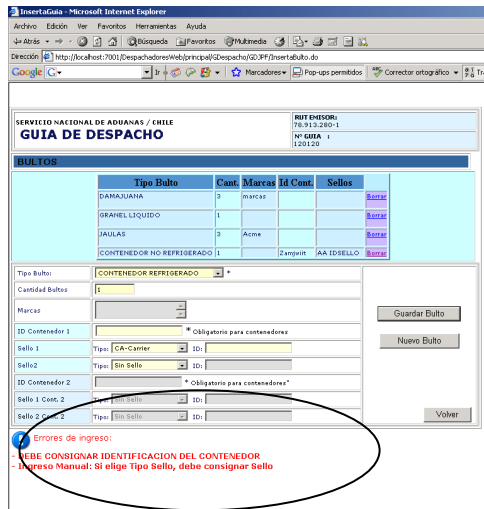 InsertaGuia - Microsoft Internet Explorer
Archivo Edición Ver Favoritos Herramientas Ayuda
Atrás Búsqueda Favoritos Multimedia
Dirección http://localhost:7001/DespachadoresWeb/principal/GDespacho/GDJPF/InsertaBulto.do
Google G Ir Marcadores Pop-ups permitidos Corrector ortográfico Tr
SERVICIO NACIONAL DE ADUANAS / CHILE
GUIA DE DESPACHO
RUT EMISOR:
78.913.280-1
Nº GUIA :
120120
BULTOS
Tipo Bulto Cant. Marcas Id Cont. Sellos
DAMAJUANA 3 marcas Borrar
GRANEL LIQUIDO 1 Borrar
JAULAS 3 Acme Borrar
CONTENEDOR NO REFRIGERADO 1 Zamjwiit AA IDSELLO Borrar
Tipo Bulto: CONTENEDOR REFRIGERADO *
Cantidad Bultos 1
Marcas
ID Contenedor 1 * Obligatorio para contenedores
Sello 1 Tipo: CA-Carrier ID:
Sello2 Tipo: Sin Sello ID:
ID Contenedor 2 * Obligatorio para contenedores"
Sello 1 Cont. 2 Tipo: Sin Sello ID:
Sello 2 Cont. 2 Tipo: Sin Sello ID:
Guardar Bulto
Nuevo Bulto
Volver
Errores de ingreso:
- DEBE CONSIGNAR IDENTIFICACION DEL CONTENEDOR
- Ingreso Manual: Si elige Tipo Sello, debe consignar Sello